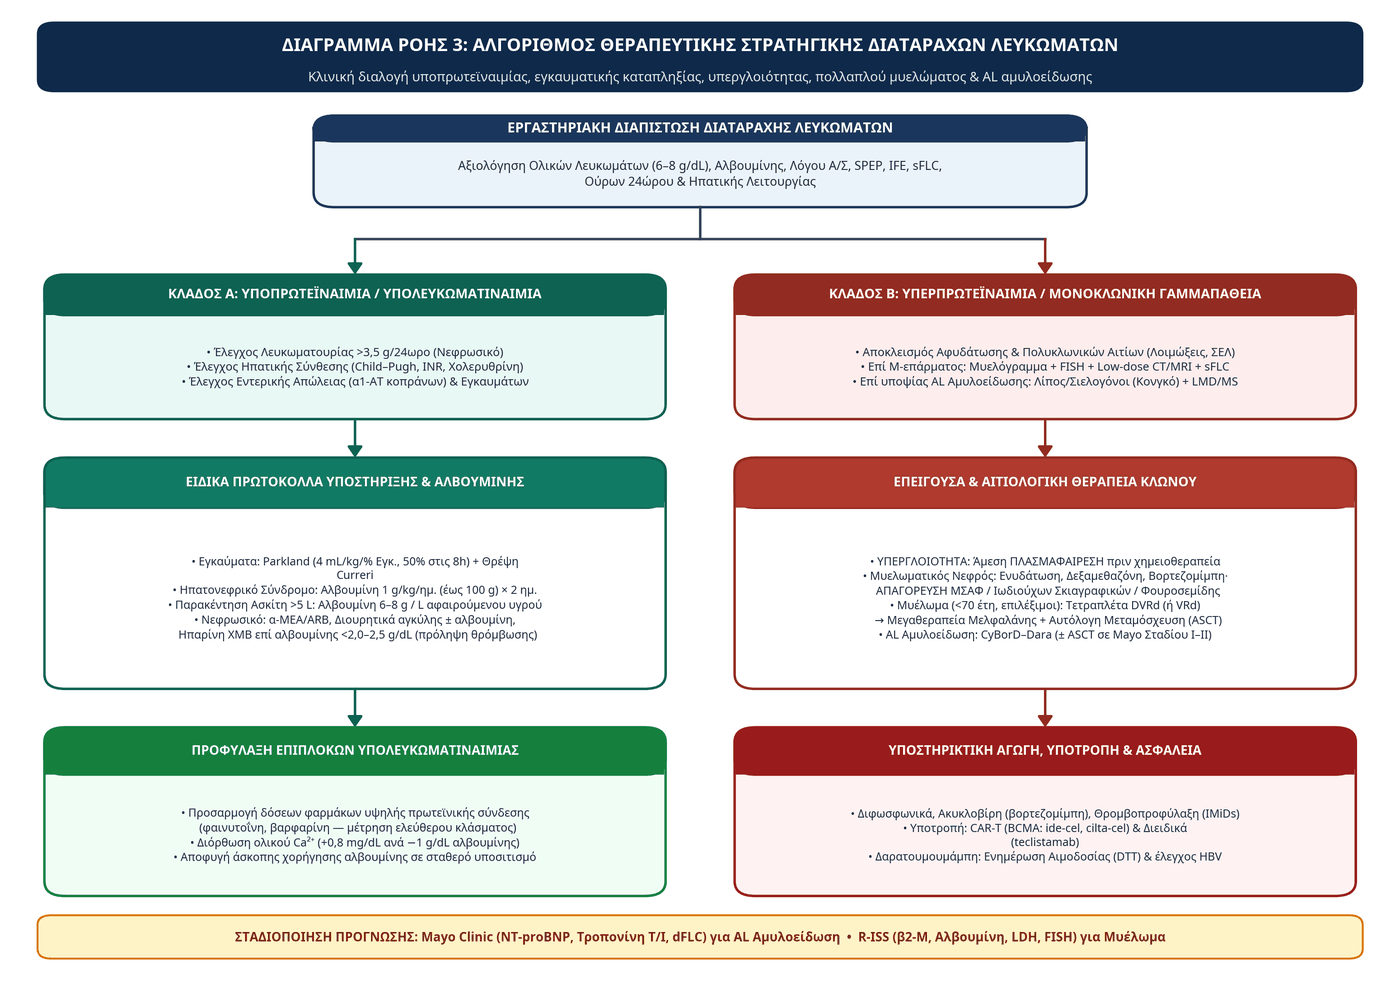 ΔΙΑΓΡΑΜΜΑ ΡΟΗΣ 3: ΑΛΓΟΡΙΘΜΟΣ ΘΕΡΑΠΕΥΤΙΚΗΣ ΣΤΡΑΤΗΓΙΚΗΣ ΔΙΑΤΑΡΑΧΩΝ ΛΕΥΚΩΜΑΤΩΝ
Κλινική διαλογή υποπρωτεϊναιμίας, εγκαυματικής καταπληξίας, υπεργλοιότητας, πολλαπλού μυελώματος & AL αμυλοείδωσης
ΕΡΓΑΣΤΗΡΙΑΚΗ ΔΙΑΠΙΣΤΩΣΗ ΔΙΑΤΑΡΑΧΗΣ ΛΕΥΚΩΜΑΤΩΝ
Αξιολόγηση Ολικών Λευκωμάτων (6–8 g/dL), Αλβουμίνης, Λόγου Α/Σ, SPEP, IFE, sFLC,
Ούρων 24ώρου & Ηπατικής Λειτουργίας
ΚΛΑΔΟΣ Α: ΥΠΟΠΡΩΤΕΪΝΑΙΜΙΑ / ΥΠΟΛΕΥΚΩΜΑΤΙΝΑΙΜΙΑ
• Έλεγχος Λευκωματουρίας >3,5 g/24ωρο (Νεφρωσικό)
• Έλεγχος Ηπατικής Σύνθεσης (Child–Pugh, INR, Χολερυθρίνη)
• Έλεγχος Εντερικής Απώλειας (α1-AT κοπράνων) & Εγκαυμάτων
ΕΙΔΙΚΑ ΠΡΩΤΟΚΟΛΛΑ ΥΠΟΣΤΗΡΙΞΗΣ & ΑΛΒΟΥΜΙΝΗΣ
• Εγκαύματα: Parkland (4 mL/kg/% Εγκ., 50% στις 8h) + Θρέψη
Curreri
• Ηπατονεφρικό Σύνδρομο: Αλβουμίνη 1 g/kg/ημ. (έως 100 g) × 2 ημ.
• Παρακέντηση Ασκίτη >5 L: Αλβουμίνη 6–8 g / L αφαιρούμενου υγρού
• Νεφρωσικό: α-ΜΕΑ/ARB, Διουρητικά αγκύλης ± αλβουμίνη,
Ηπαρίνη ΧΜΒ επί αλβουμίνης <2,0–2,5 g/dL (πρόληψη θρόμβωσης)
ΠΡΟΦΥΛΑΞΗ ΕΠΙΠΛΟΚΩΝ ΥΠΟΛΕΥΚΩΜΑΤΙΝΑΙΜΙΑΣ
• Προσαρμογή δόσεων φαρμάκων υψηλής πρωτεϊνικής σύνδεσης
(φαινυτοΐνη, βαρφαρίνη — μέτρηση ελεύθερου κλάσματος)
• Διόρθωση ολικού Ca²⁺ (+0,8 mg/dL ανά −1 g/dL αλβουμίνης)
• Αποφυγή άσκοπης χορήγησης αλβουμίνης σε σταθερό υποσιτισμό
ΚΛΑΔΟΣ Β: ΥΠΕΡΠΡΩΤΕΪΝΑΙΜΙΑ / ΜΟΝΟΚΛΩΝΙΚΗ ΓΑΜΜΑΠΑΘΕΙΑ
• Αποκλεισμός Αφυδάτωσης & Πολυκλωνικών Αιτίων (Λοιμώξεις, ΣΕΛ)
• Επί Μ-επάρματος: Μυελόγραμμα + FISH + Low-dose CT/MRI + sFLC
• Επί υποψίας AL Αμυλοείδωσης: Λίπος/Σιελογόνοι (Κονγκό) + LMD/MS
ΕΠΕΙΓΟΥΣΑ & ΑΙΤΙΟΛΟΓΙΚΗ ΘΕΡΑΠΕΙΑ ΚΛΩΝΟΥ
• ΥΠΕΡΓΛΟΙΟΤΗΤΑ: Άμεση ΠΛΑΣΜΑΦΑΙΡΕΣΗ πριν χημειοθεραπεία
• Μυελωματικός Νεφρός: Ενυδάτωση, Δεξαμεθαζόνη, Βορτεζομίμπη·
ΑΠΑΓΟΡΕΥΣΗ ΜΣΑΦ / Ιωδιούχων Σκιαγραφικών / Φουροσεμίδης
• Μυέλωμα (<70 έτη, επιλέξιμοι): Τετραπλέτα DVRd (ή VRd)
→ Μεγαθεραπεία Μελφαλάνης + Αυτόλογη Μεταμόσχευση (ASCT)
• AL Αμυλοείδωση: CyBorD–Dara (± ASCT σε Mayo Σταδίου I–II)
ΥΠΟΣΤΗΡΙΚΤΙΚΗ ΑΓΩΓΗ, ΥΠΟΤΡΟΠΗ & ΑΣΦΑΛΕΙΑ
• Διφωσφωνικά, Ακυκλοβίρη (βορτεζομίμπη), Θρομβοπροφύλαξη (IMiDs)
• Υποτροπή: CAR-T (BCMA: ide-cel, cilta-cel) & Διειδικά
(teclistamab)
• Δαρατουμουμάμπη: Ενημέρωση Αιμοδοσίας (DTT) & έλεγχος HBV
ΣΤΑΔΙΟΠΟΙΗΣΗ ΠΡΟΓΝΩΣΗΣ: Mayo Clinic (NT-proBNP, Τροπονίνη T/I, dFLC) για AL Αμυλοείδωση • R-ISS (β2-M, Αλβουμίνη, LDH, FISH) για Μυέλωμα